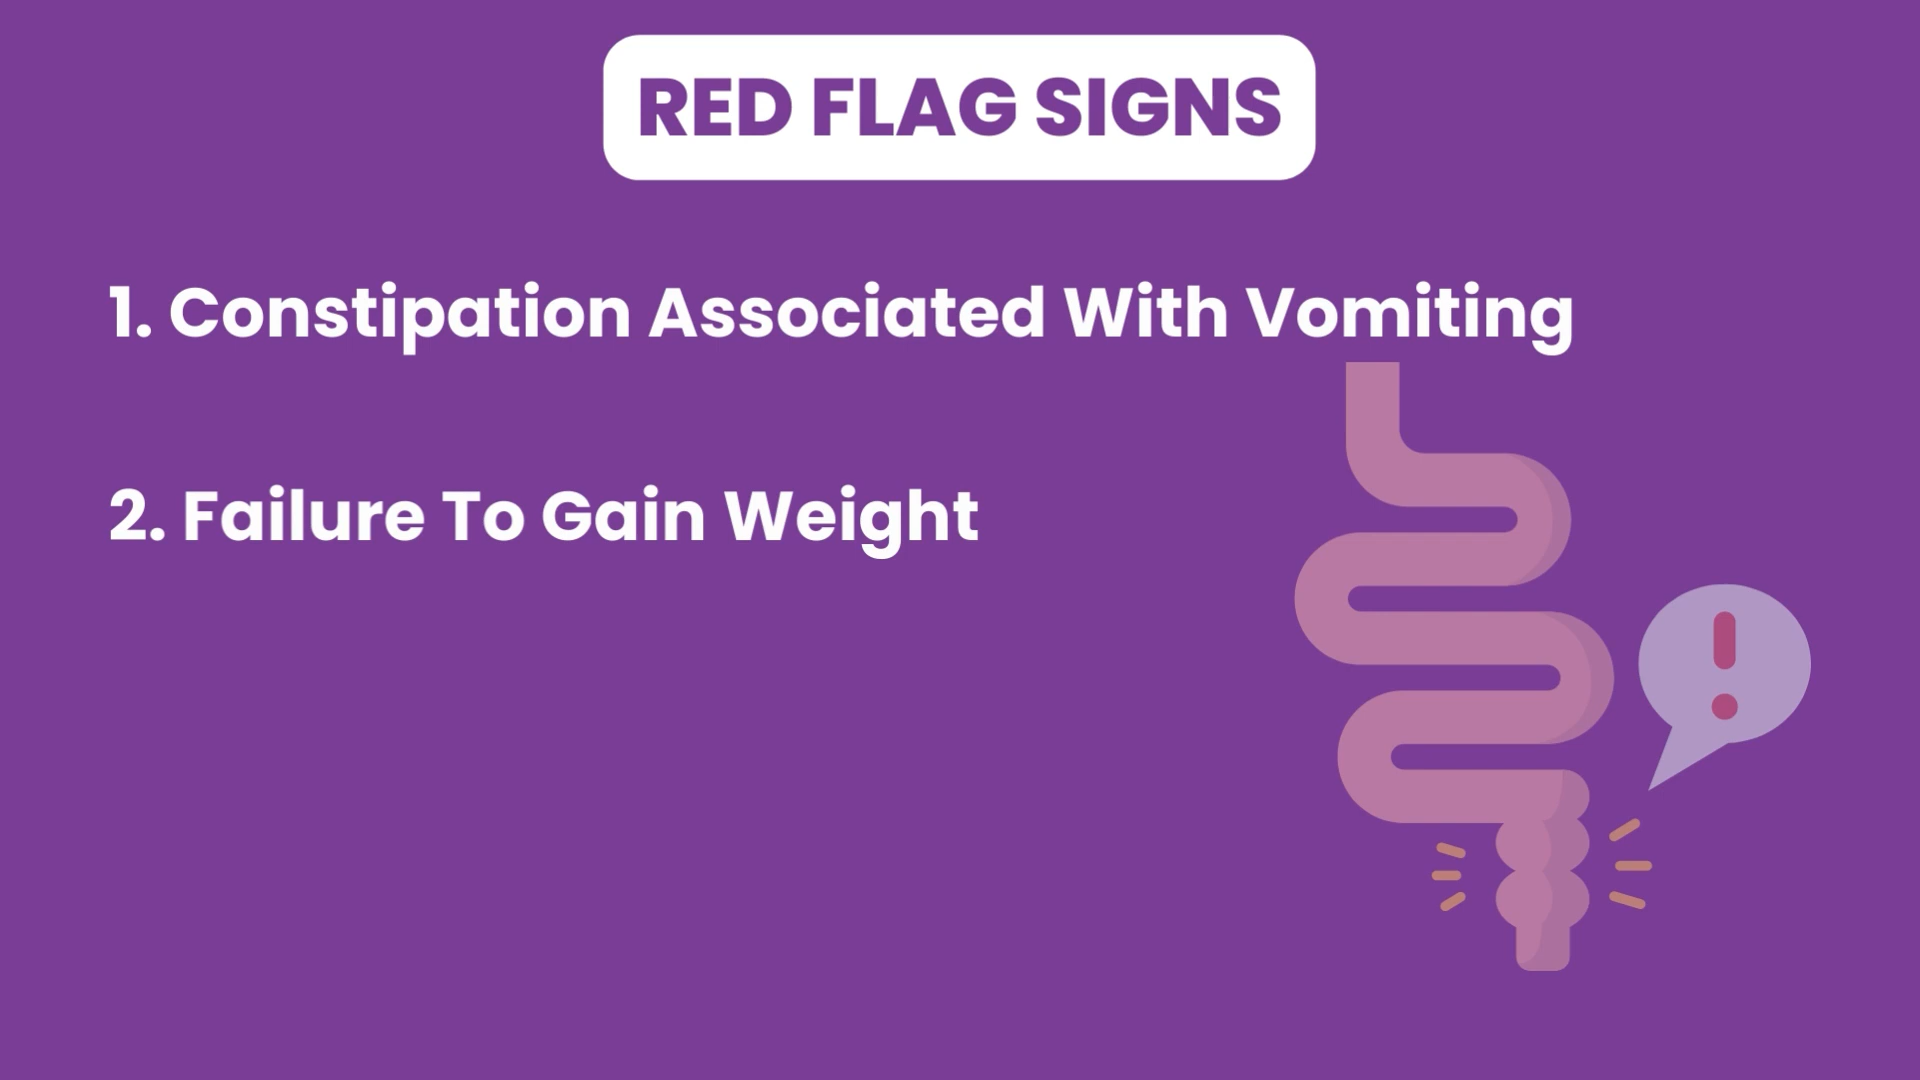 RED FLAG SIGNS
1. Constipation Associated With Vomiting
2. Failure To Gain Weight
!